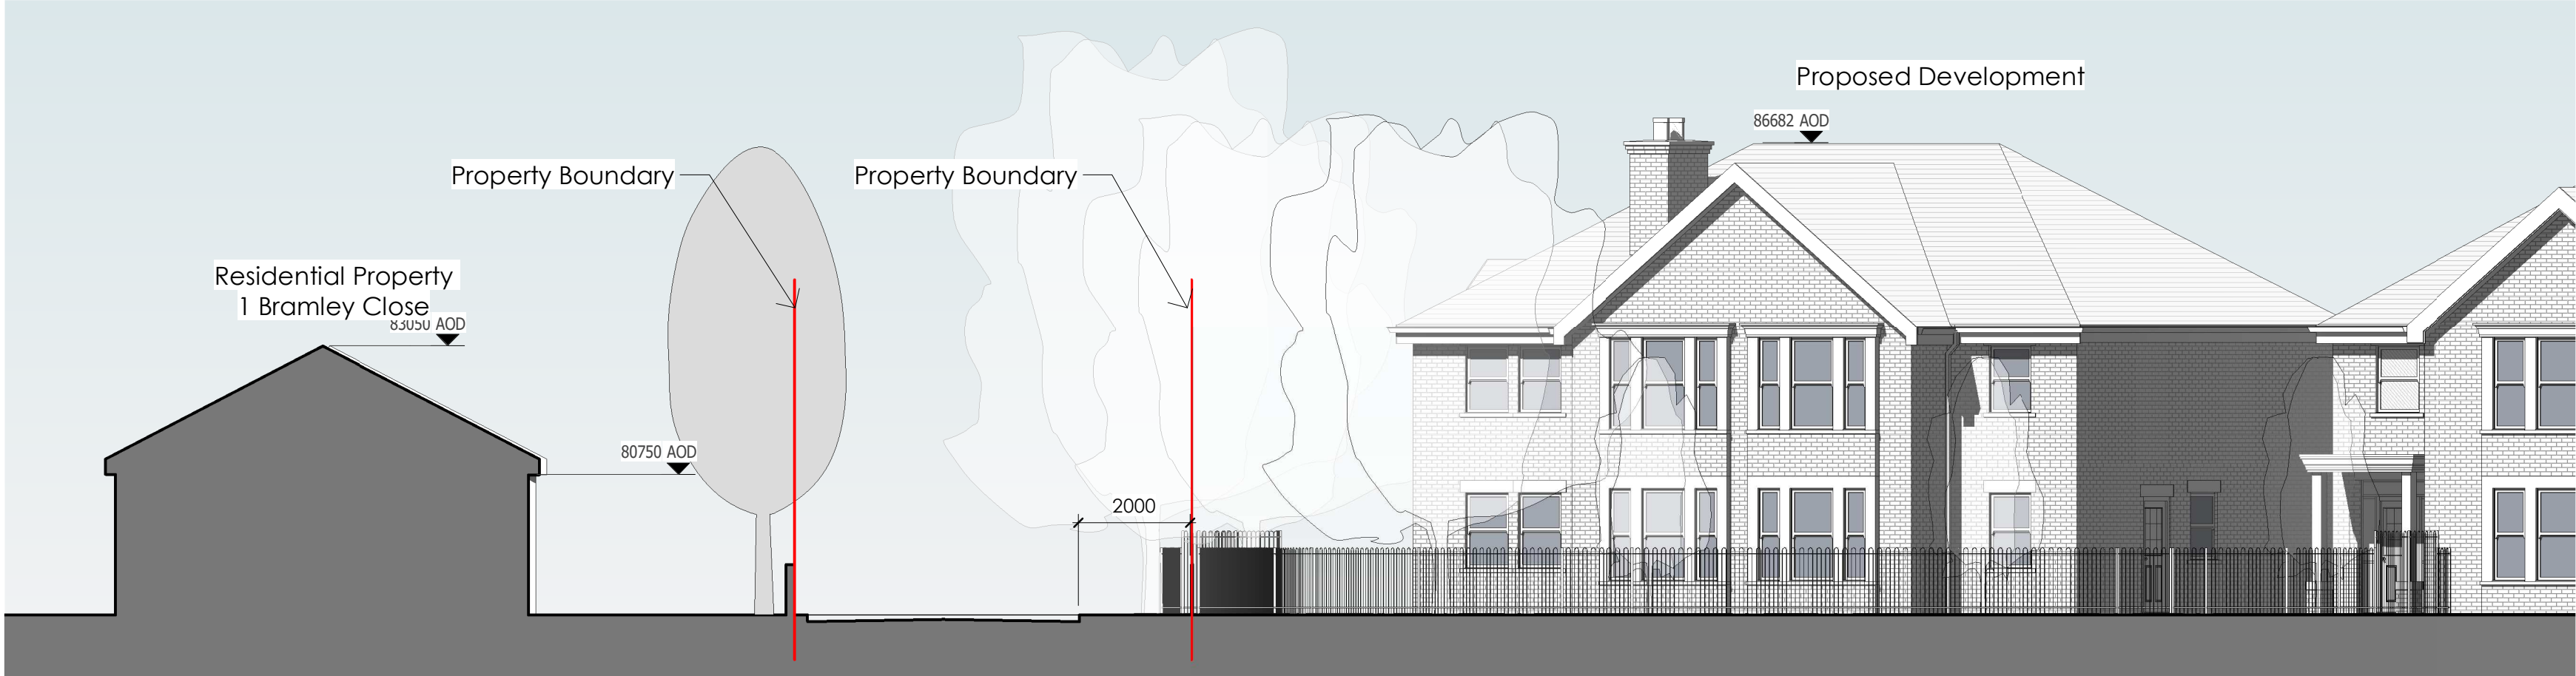 Proposed Development
86682 AOD
Property Boundary
Property Boundary
Residential Property
1 Bramley Close
83050 AOD
80750 AOD
2000